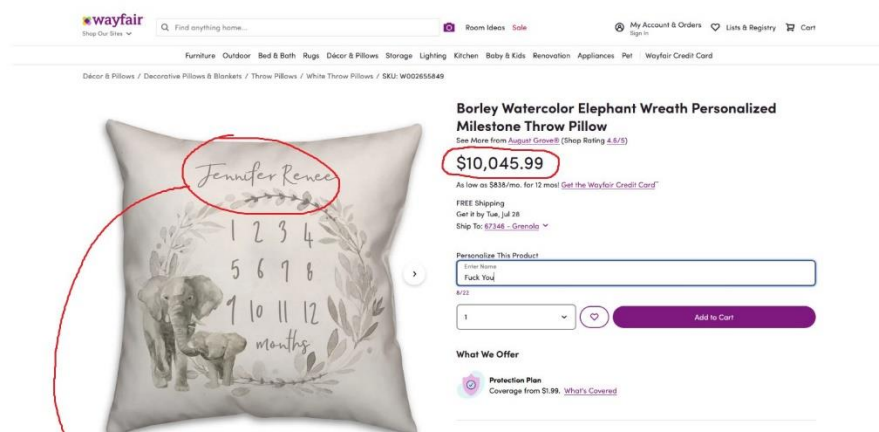 wayfair
Shop Our Sites
Find anything home...
Room Ideas Sale
My Account & Orders
Sign in
Lists & Registry
Cart
Furniture Outdoor Bed & Bath Rugs Décor & Pillows Storage Lighting Kitchen Baby & Kids Renovation Appliances Pet Wayfair Credit Card
Décor & Pillows / Decorative Pillows & Blankets / Throw Pillows / White Throw Pillows / SKU: W002655849
Jennifer Renee
1 2 3 4
5 6 7 8
9 10 11 12
months
Borley Watercolor Elephant Wreath Personalized
Milestone Throw Pillow
See More from August Grove® (Shop Rating 4.6/5)
$10,045.99
As low as $838/mo. for 12 mos! Get the Wayfair Credit Card
FREE Shipping
Get it by Tue, Jul 28
Ship To: 67346 - Grenola
Personalize This Product
Enter Name
Fuck You
8/22
1
Add to Cart
What We Offer
Protection Plan
Coverage from $1.99. What's Covered